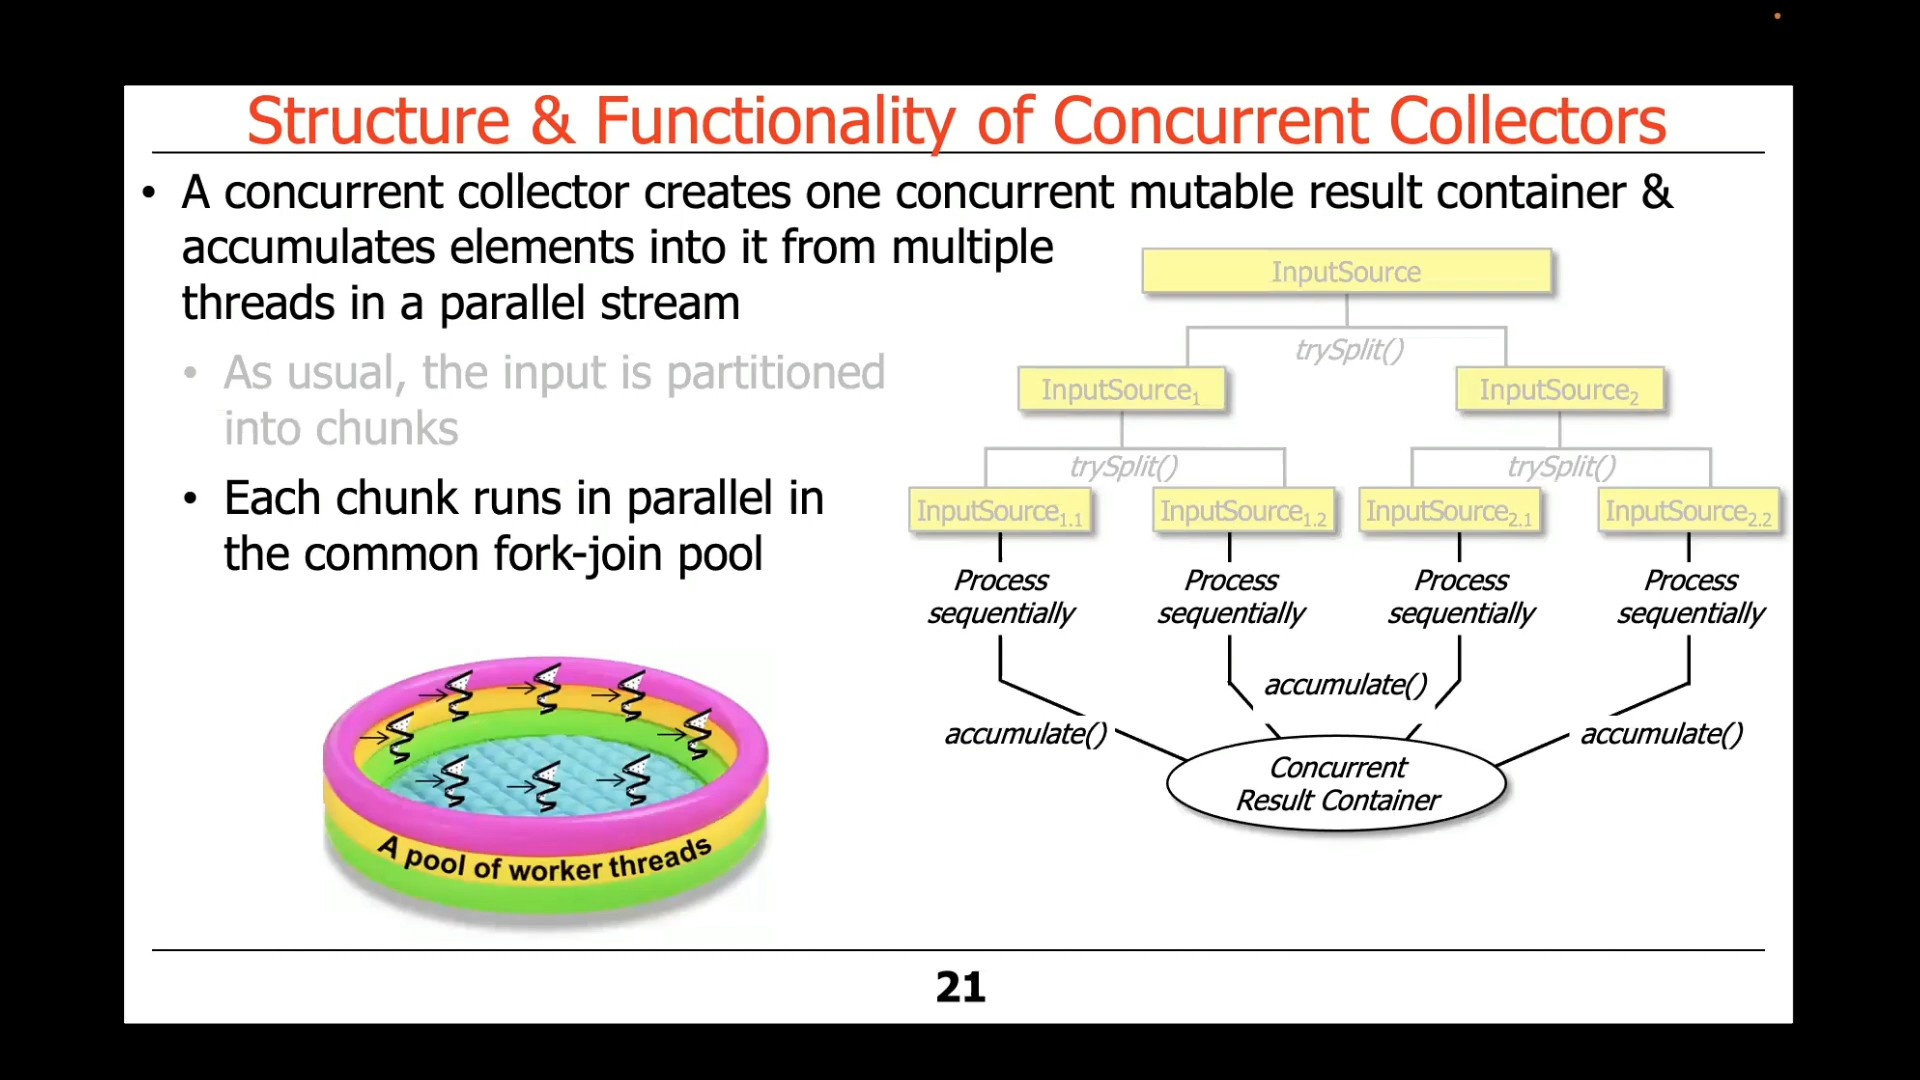 Structure & Functionality of Concurrent Collectors
• A concurrent collector creates one concurrent mutable result container &
accumulates elements into it from multiple
threads in a parallel stream
• As usual, the input is partitioned
into chunks
• Each chunk runs in parallel in
the common fork-join pool
A pool of worker threads
InputSource
trySplit()
InputSource1
InputSource2
trySplit()
trySplit()
InputSource1.1
InputSource1.2
InputSource2.1
InputSource2.2
Process
sequentially
Process
sequentially
Process
sequentially
Process
sequentially
accumulate()
accumulate()
accumulate()
Concurrent
Result Container
21